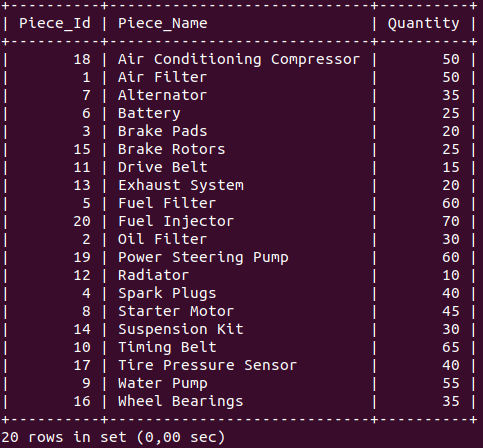 +----------+----------------------------+----------+
| Piece_Id | Piece_Name                 | Quantity |
+----------+----------------------------+----------+
|       18 | Air Conditioning Compressor |       50 |
|        1 | Air Filter                 |       50 |
|        7 | Alternator                 |       35 |
|        6 | Battery                    |       25 |
|        3 | Brake Pads                 |       20 |
|       15 | Brake Rotors               |       25 |
|       11 | Drive Belt                 |       15 |
|       13 | Exhaust System             |       20 |
|        5 | Fuel Filter                |       60 |
|       20 | Fuel Injector              |       70 |
|        2 | Oil Filter                 |       30 |
|       19 | Power Steering Pump        |       60 |
|       12 | Radiator                   |       10 |
|        4 | Spark Plugs                |       40 |
|        8 | Starter Motor              |       45 |
|       14 | Suspension Kit             |       30 |
|       10 | Timing Belt                |       65 |
|       17 | Tire Pressure Sensor       |       40 |
|        9 | Water Pump                 |       55 |
|       16 | Wheel Bearings             |       35 |
+----------+----------------------------+----------+
20 rows in set (0,00 sec)